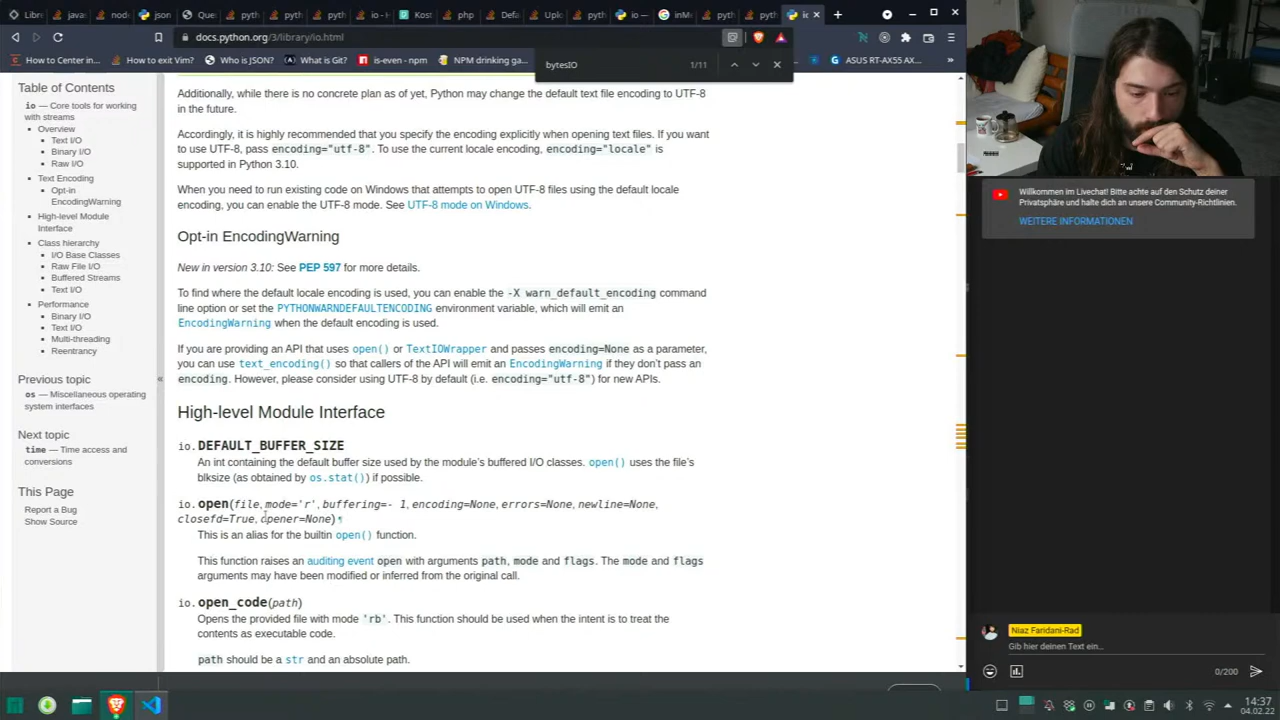 Libre
java
node
json
Que
pyth
pyth
pyth
io - I
Kost
php
Defa
Uplo
pyth
io —
inMe
pyth
pyth
io
docs.python.org/3/library/io.html
How to Center in...
How to exit Vim?
Who is JSON?
What is Git?
is-even - npm
NPM drinking ga...
ASUS RT-AX55 AX...
bytesIO 1/11
Table of Contents
io — Core tools for working
with streams
Overview
Text I/O
Binary I/O
Raw I/O
Text Encoding
Opt-in
EncodingWarning
High-level Module
Interface
Class hierarchy
I/O Base Classes
Raw File I/O
Buffered Streams
Text I/O
Performance
Binary I/O
Text I/O
Multi-threading
Reentrancy
Previous topic
os — Miscellaneous operating
system interfaces
Next topic
time — Time access and
conversions
This Page
Report a Bug
Show Source
«
Additionally, while there is no concrete plan as of yet, Python may change the default text file encoding to UTF-8
in the future.
Accordingly, it is highly recommended that you specify the encoding explicitly when opening text files. If you want
to use UTF-8, pass encoding="utf-8". To use the current locale encoding, encoding="locale" is
supported in Python 3.10.
When you need to run existing code on Windows that attempts to open UTF-8 files using the default locale
encoding, you can enable the UTF-8 mode. See UTF-8 mode on Windows.
Opt-in EncodingWarning
New in version 3.10: See PEP 597 for more details.
To find where the default locale encoding is used, you can enable the -X warn_default_encoding command
line option or set the PYTHONWARNDEFAULTENCODING environment variable, which will emit an
EncodingWarning when the default encoding is used.
If you are providing an API that uses open() or TextIOWrapper and passes encoding=None as a parameter,
you can use text_encoding() so that callers of the API will emit an EncodingWarning if they don't pass an
encoding. However, please consider using UTF-8 by default (i.e. encoding="utf-8") for new APIs.
High-level Module Interface
io.DEFAULT_BUFFER_SIZE
An int containing the default buffer size used by the module's buffered I/O classes. open() uses the file's
blksize (as obtained by os.stat()) if possible.
io.open(file, mode='r', buffering=- 1, encoding=None, errors=None, newline=None,
closefd=True, opener=None)¶
This is an alias for the builtin open() function.
This function raises an auditing event open with arguments path, mode and flags. The mode and flags
arguments may have been modified or inferred from the original call.
io.open_code(path)
Opens the provided file with mode 'rb'. This function should be used when the intent is to treat the
contents as executable code.
path should be a str and an absolute path.
Willkommen im Livechat! Bitte achte auf den Schutz deiner
Privatsphäre und halte dich an unsere Community-Richtlinien.
WEITERE INFORMATIONEN
Niaz Faridani-Rad
Gib hier deinen Text ein...
0/200
14:37
04.02.22